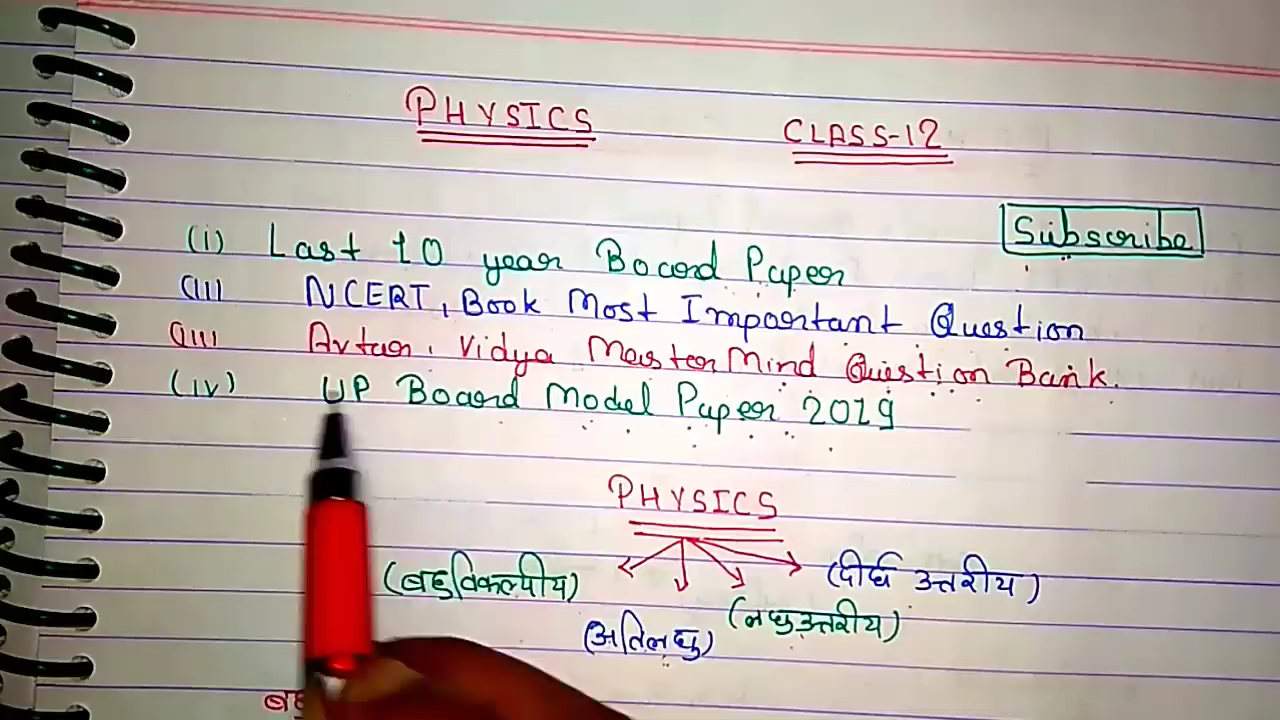 PHYSICS CLASS-12
Subscribe
(i) Last 10 year Board Paper
(ii) NCERT, Book Most Important Question
(iii) Vidya Master Mind Question Bank.
(iv) UP Board Model Paper 2019
PHYSICS
(बहुविकल्पीय) (दीर्घ उत्तरीय)
(अतिलघु) (लघुउत्तरीय)